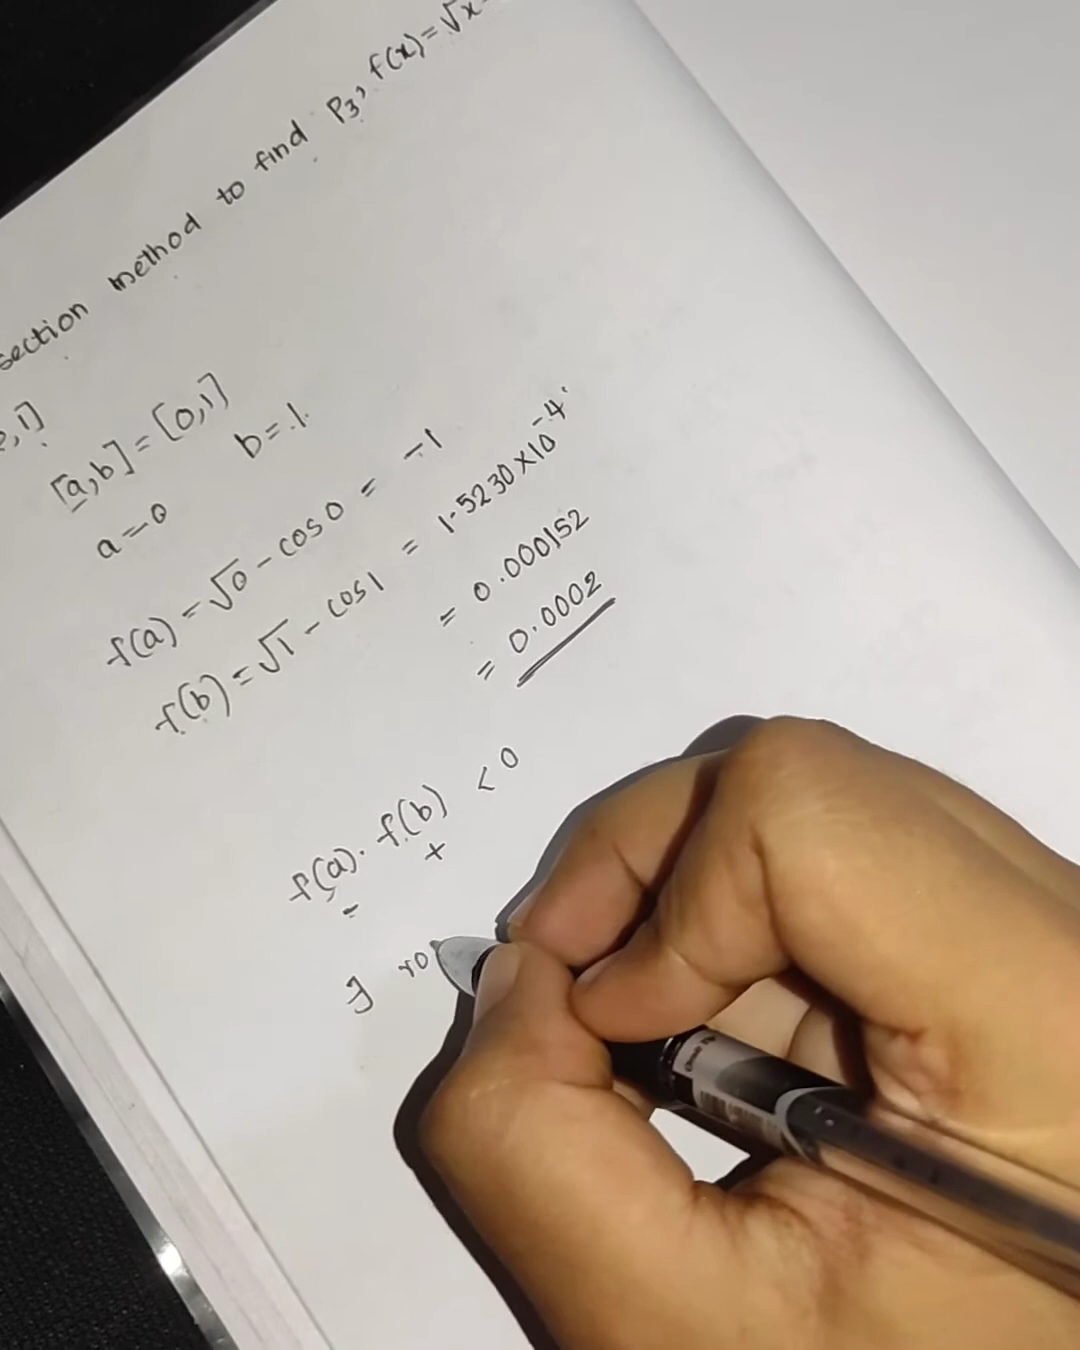 section method to find P₃, f(x) = √x
,1]
[a,b] = [0,1]
a = 0 b = 1.
f(a) = √0 - cos 0 = -1
f(b) = √1 - cos 1 = 1.5230 × 10⁻⁴
= 0.000152
= 0.0002
f(a). f(b) < 0
- +
∃ ro